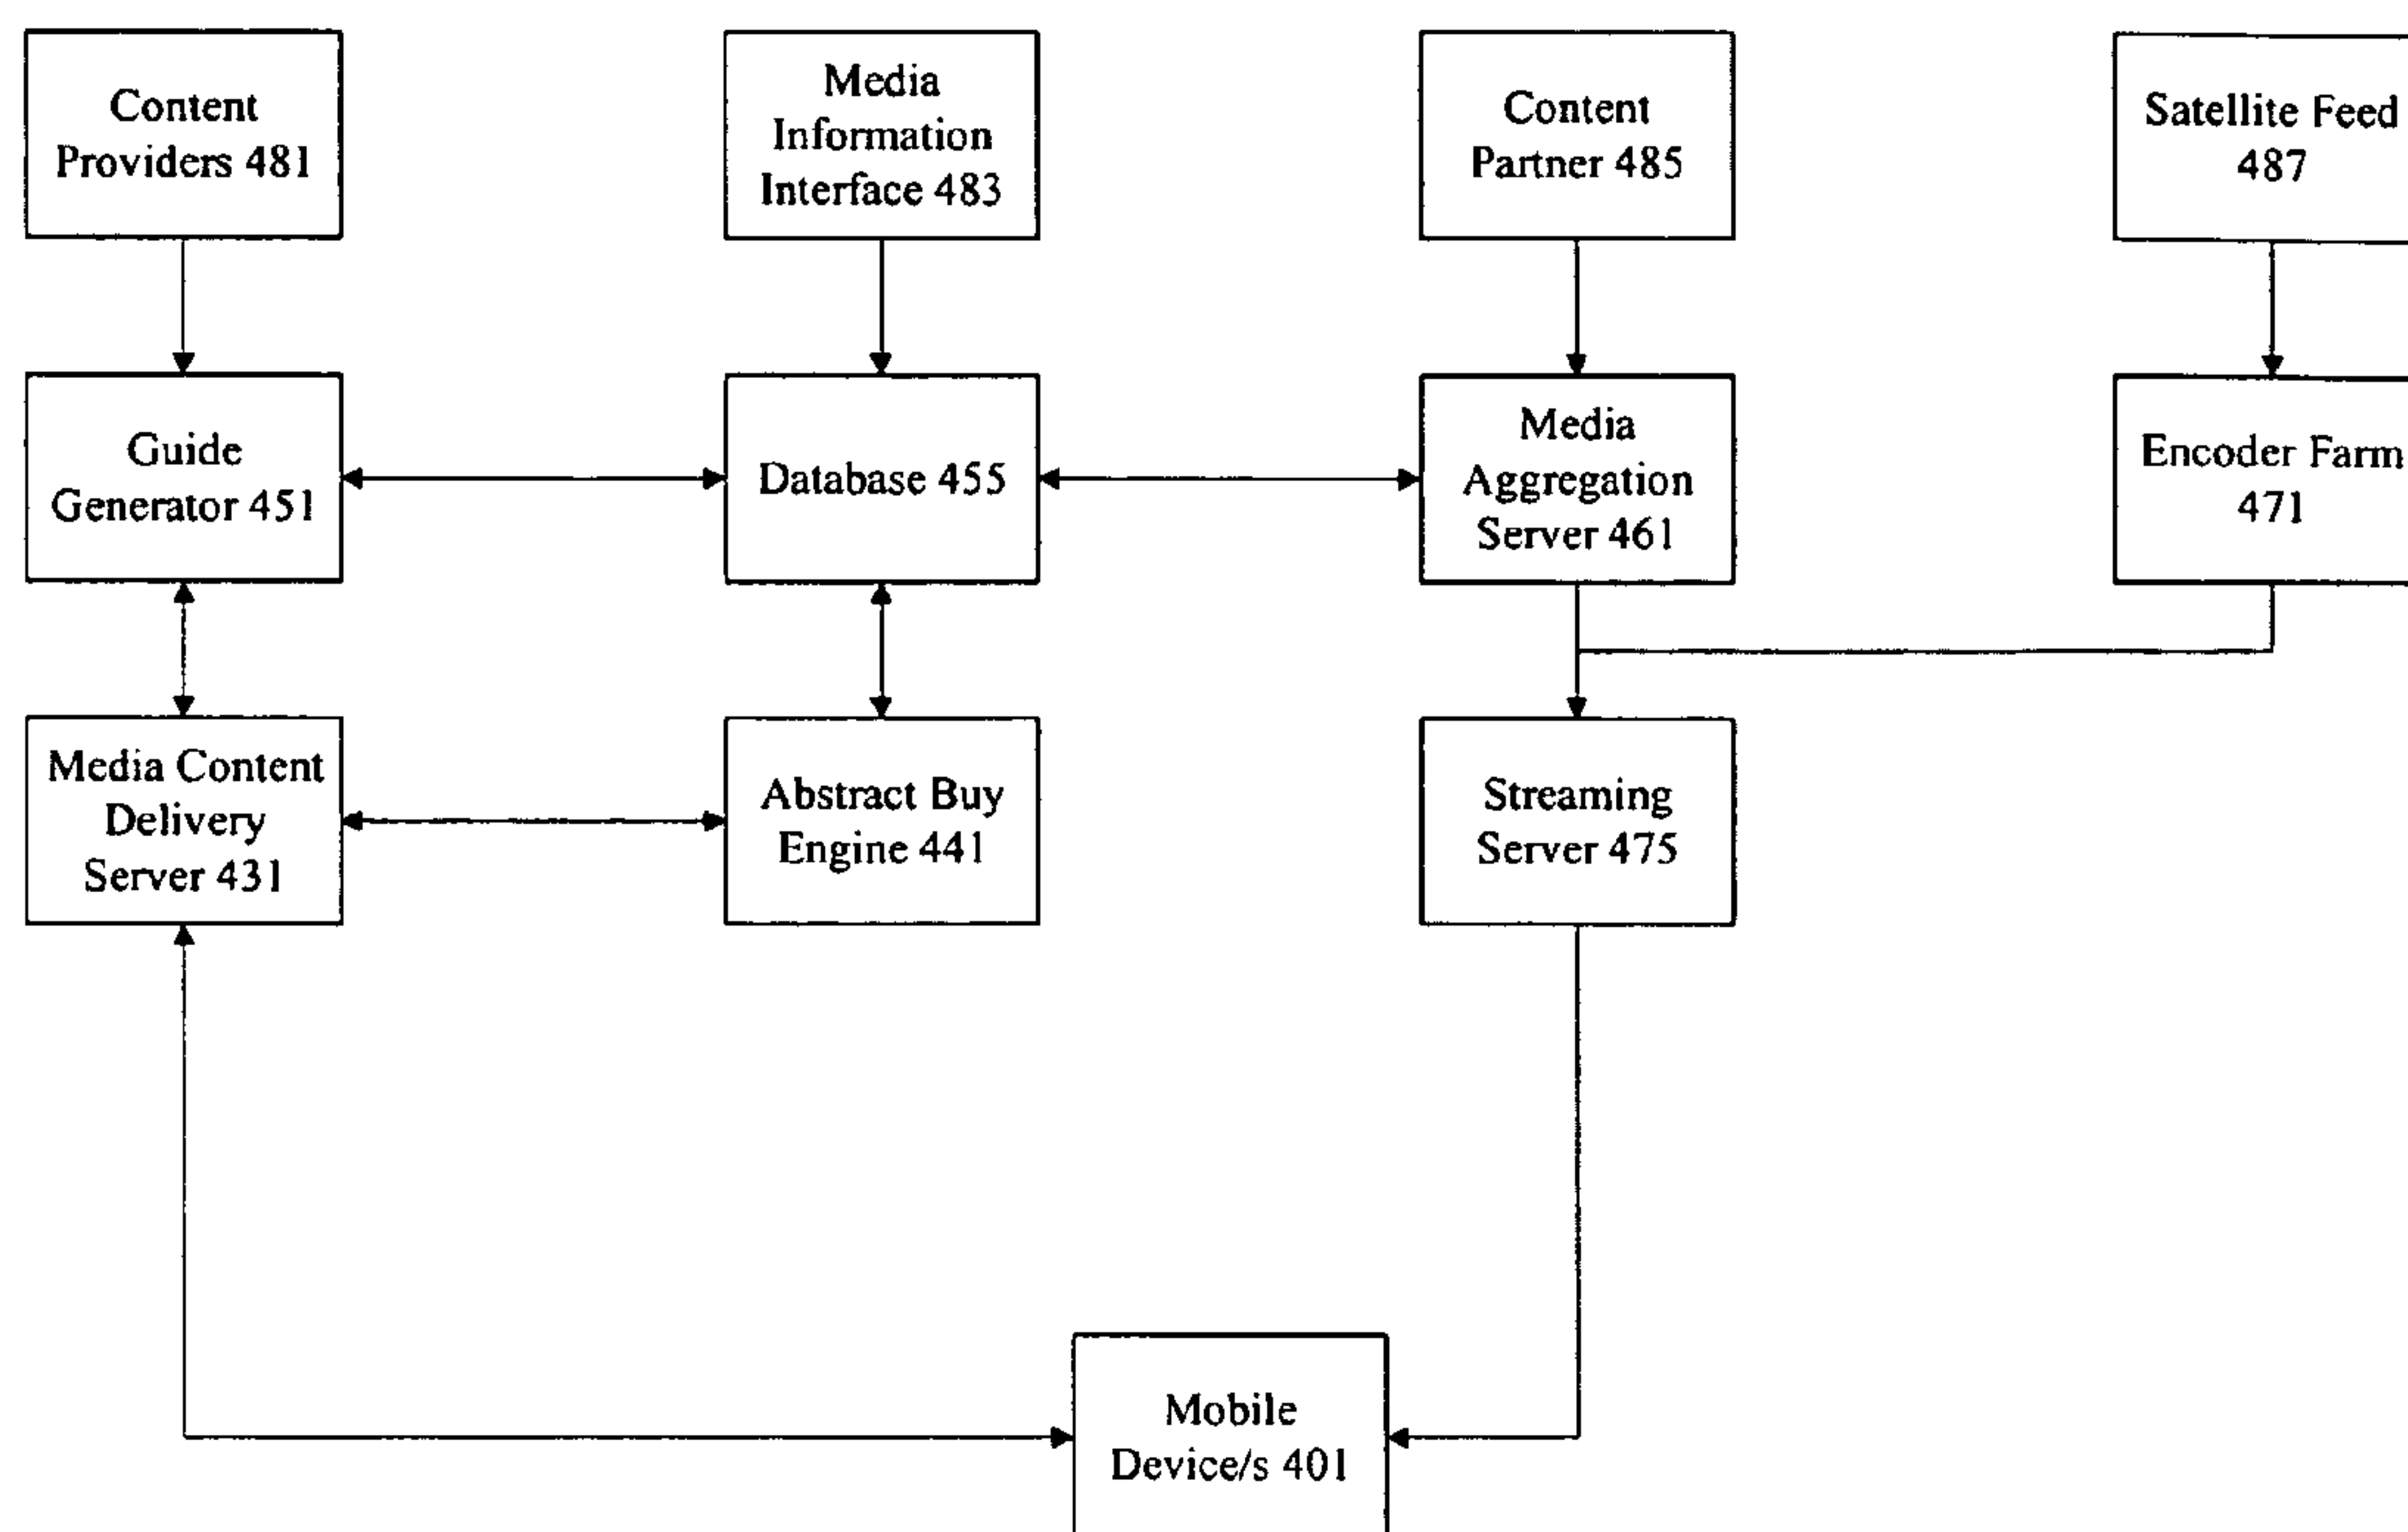 Content
Providers 481
Media
Information
Interface 483
Content
Partner 485
Satellite Feed
487
Guide
Generator 451
Database 455
Media
Aggregation
Server 461
Encoder Farm
471
Media Content
Delivery
Server 431
Abstract Buy
Engine 441
Streaming
Server 475
Mobile
Device/s 401